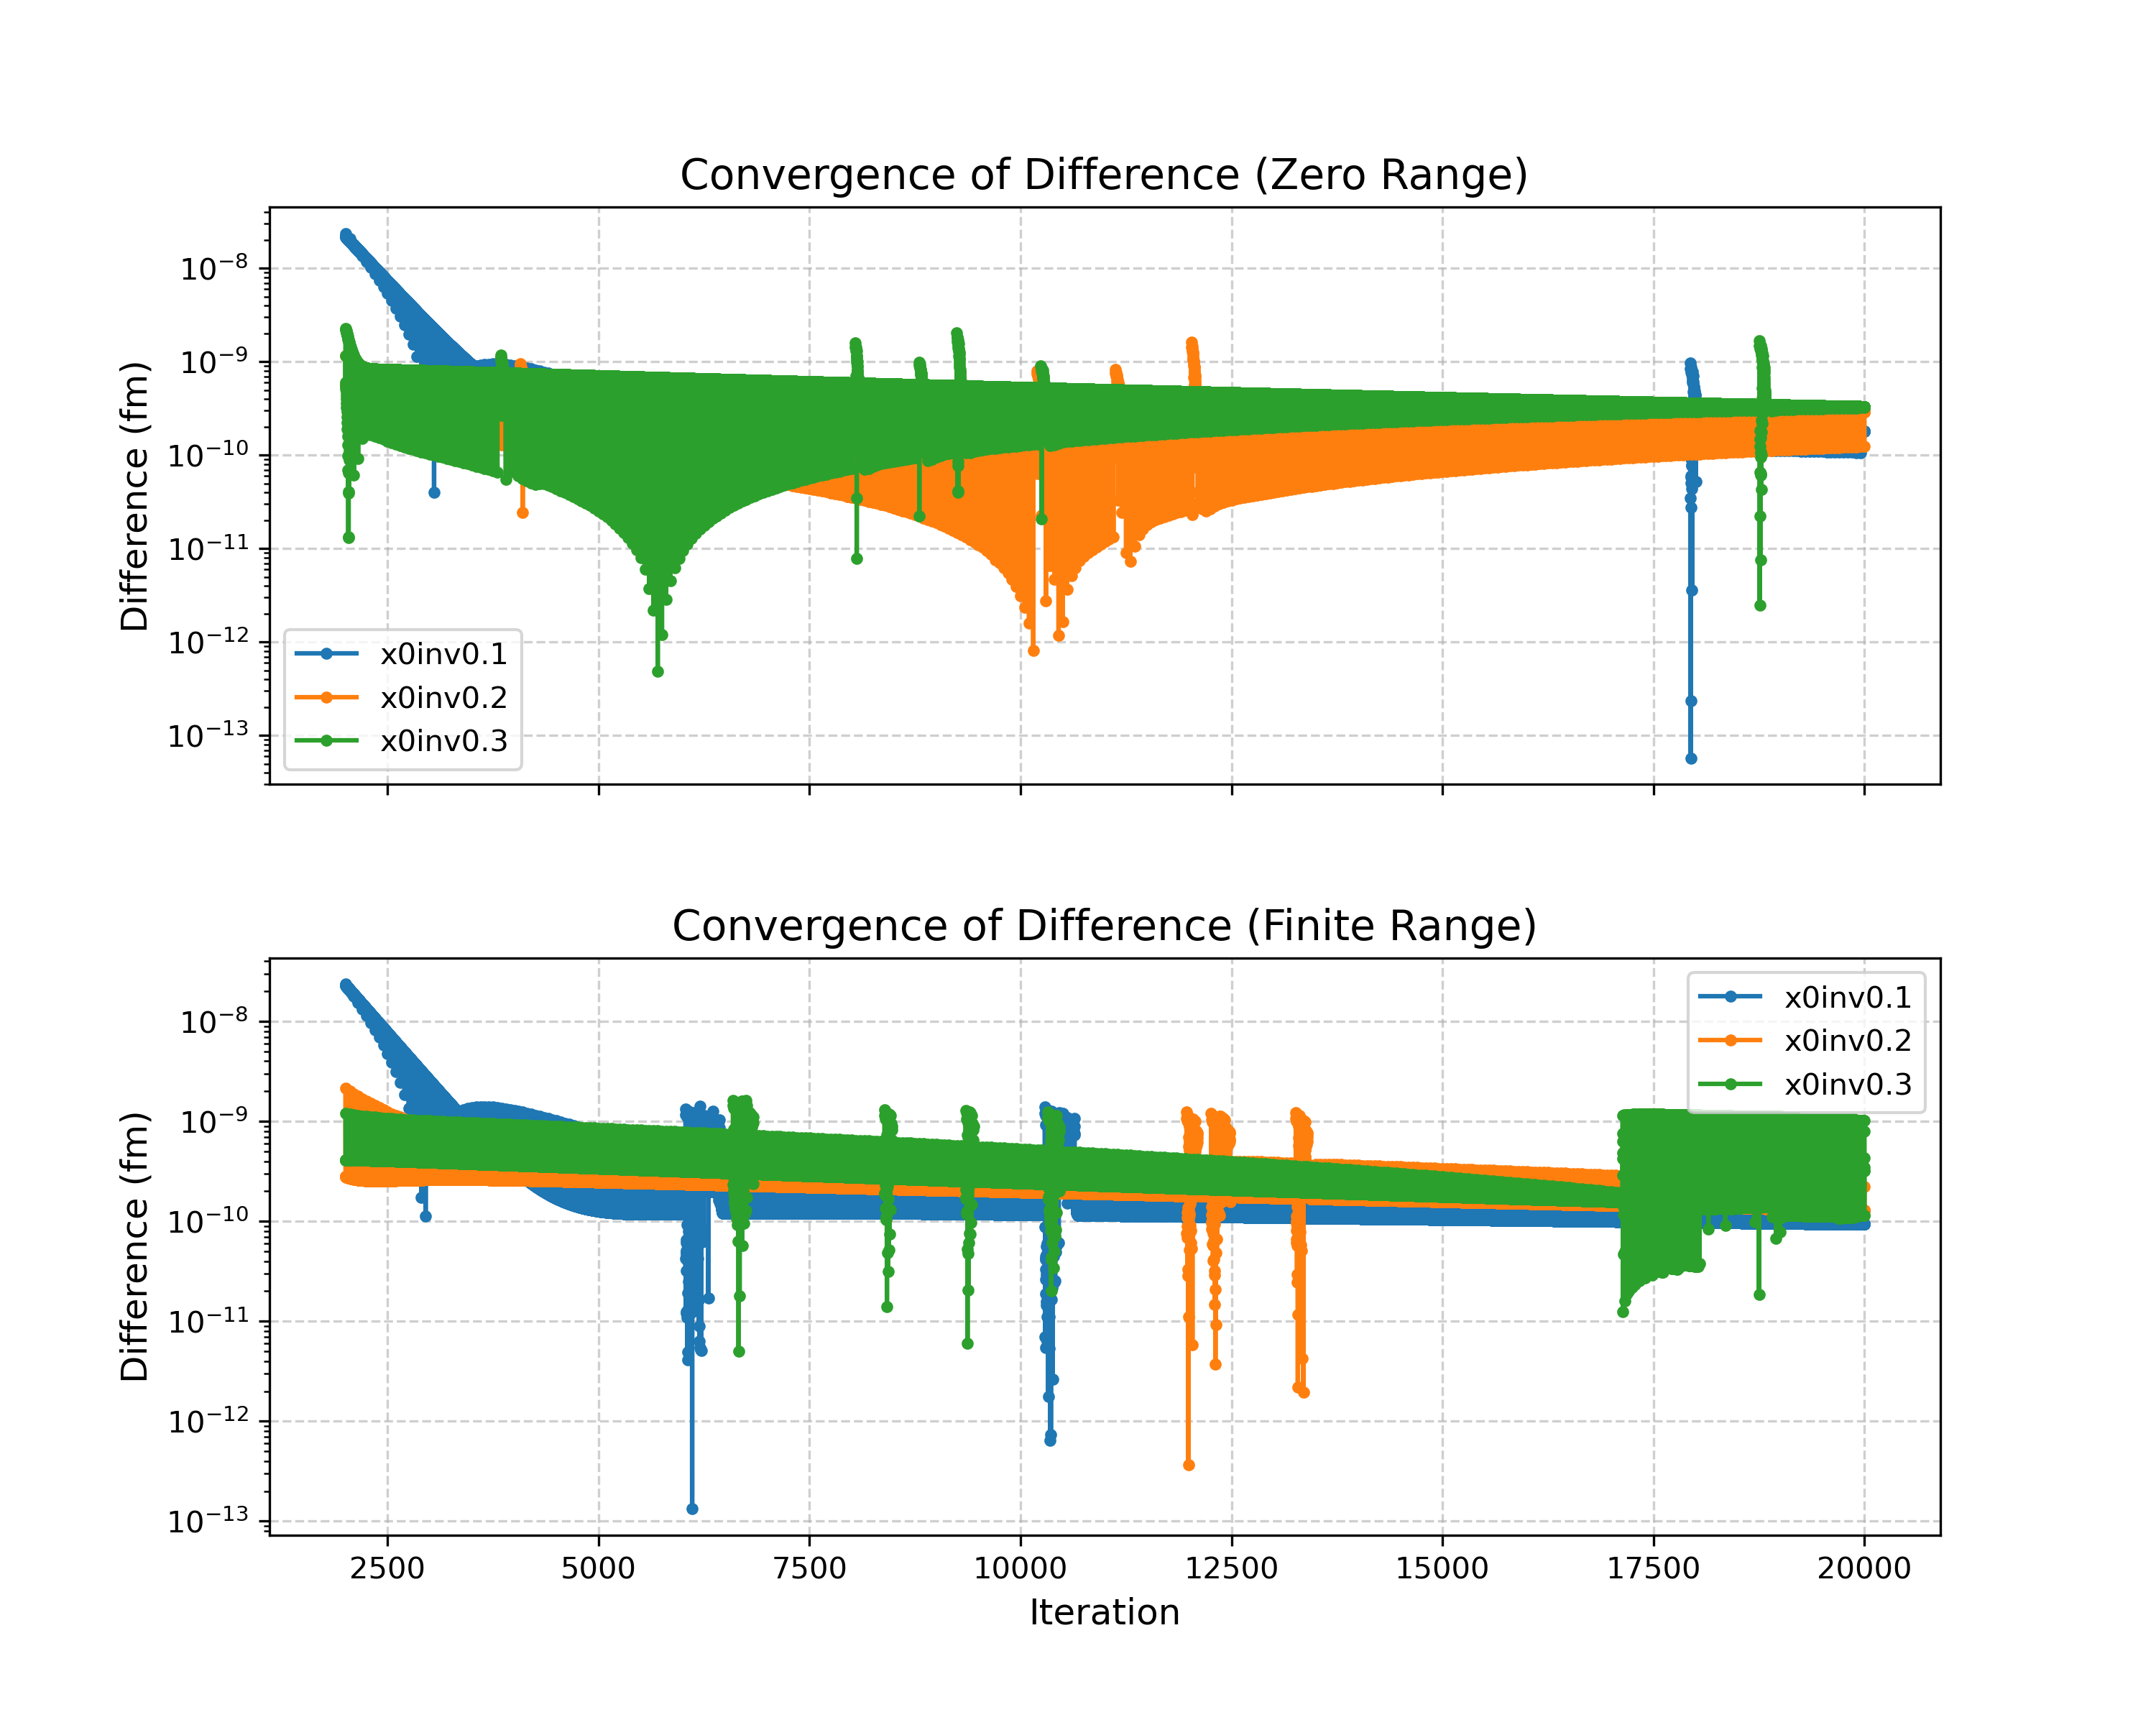 Convergence of Difference (Zero Range)
Difference (fm)
10⁻⁸
10⁻⁹
10⁻¹⁰
10⁻¹¹
10⁻¹²
10⁻¹³
x0inv0.1
x0inv0.2
x0inv0.3
Convergence of Difference (Finite Range)
Difference (fm)
10⁻⁸
10⁻⁹
10⁻¹⁰
10⁻¹¹
10⁻¹²
10⁻¹³
x0inv0.1
x0inv0.2
x0inv0.3
2500 5000 7500 10000 12500 15000 17500 20000
Iteration